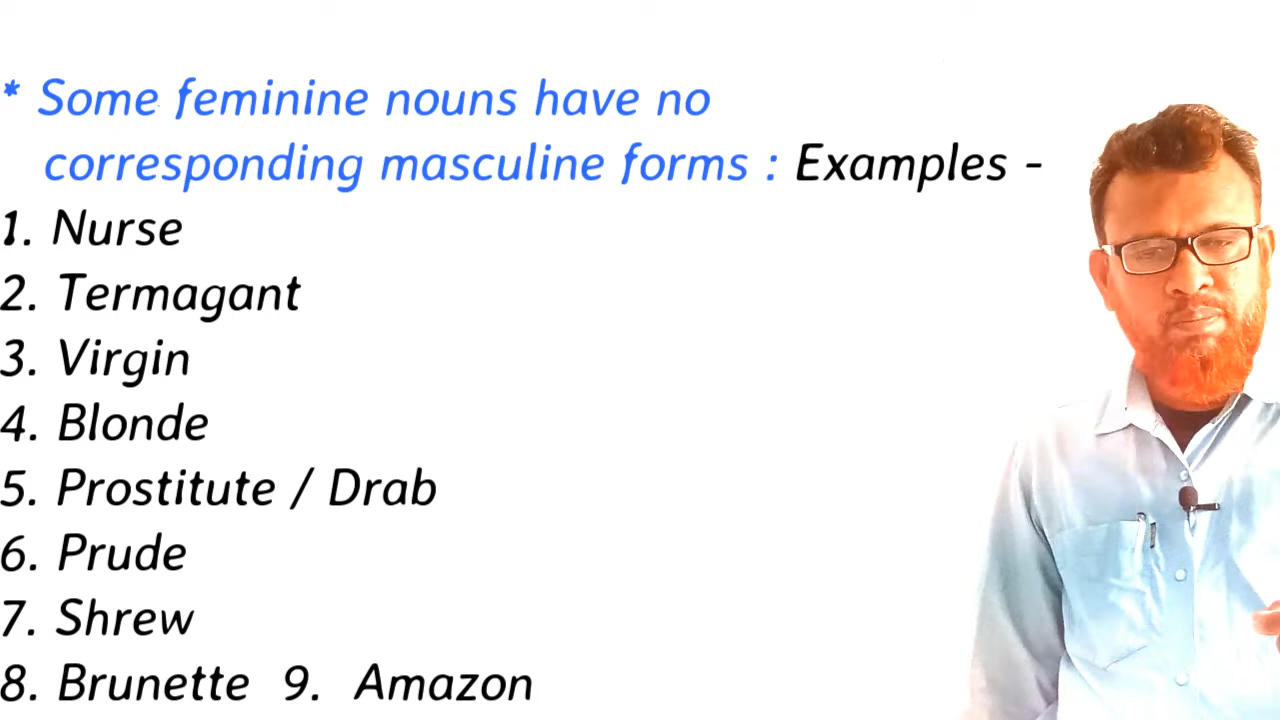 * Some feminine nouns have no
corresponding masculine forms : Examples -
1. Nurse
2. Termagant
3. Virgin
4. Blonde
5. Prostitute / Drab
6. Prude
7. Shrew
8. Brunette 9. Amazon